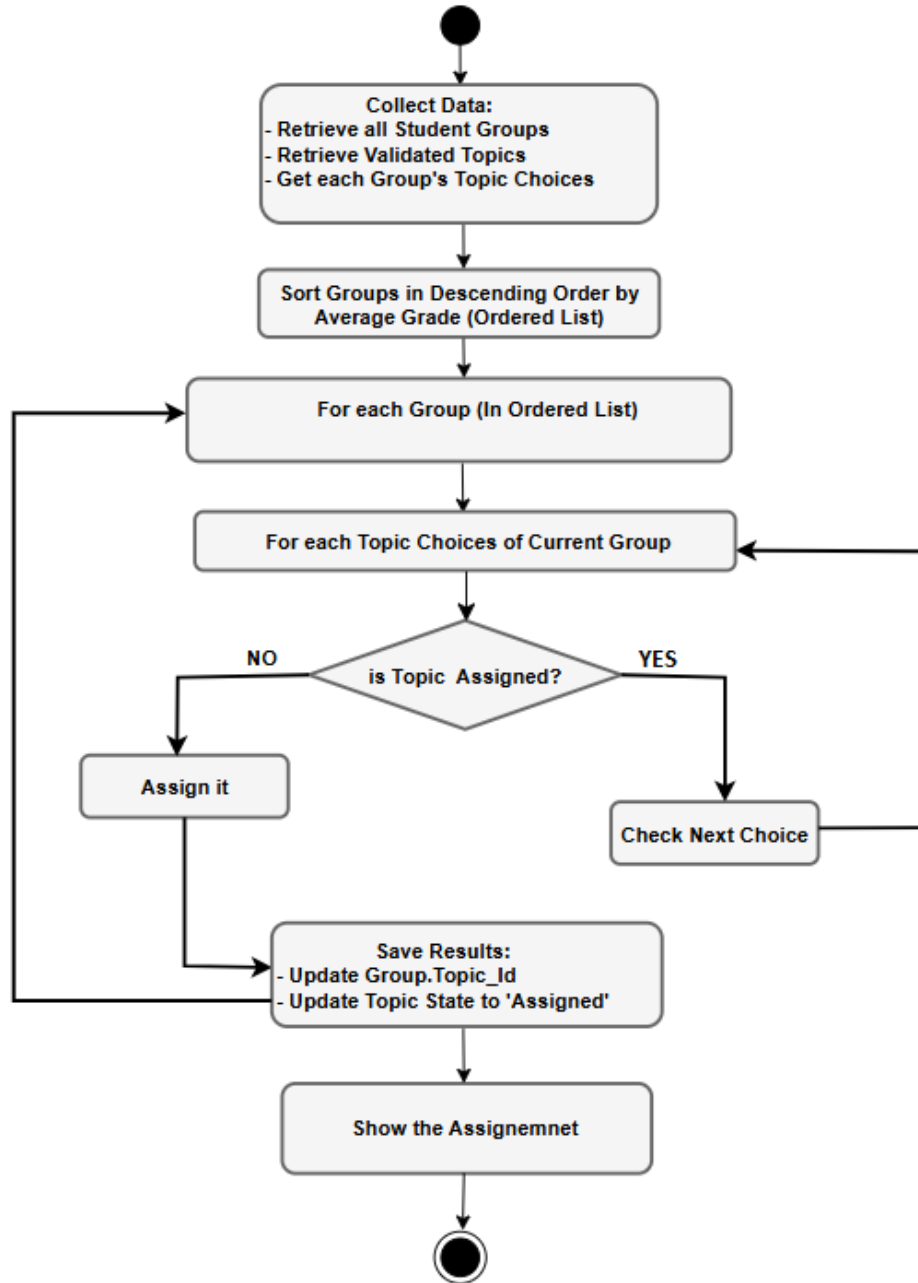 Collect Data:
- Retrieve all Student Groups
- Retrieve Validated Topics
- Get each Group's Topic Choices
Sort Groups in Descending Order by
Average Grade (Ordered List)
For each Group (In Ordered List)
For each Topic Choices of Current Group
is Topic Assigned?
NO
YES
Assign it
Check Next Choice
Save Results:
- Update Group.Topic_Id
- Update Topic State to 'Assigned'
Show the Assignemnet